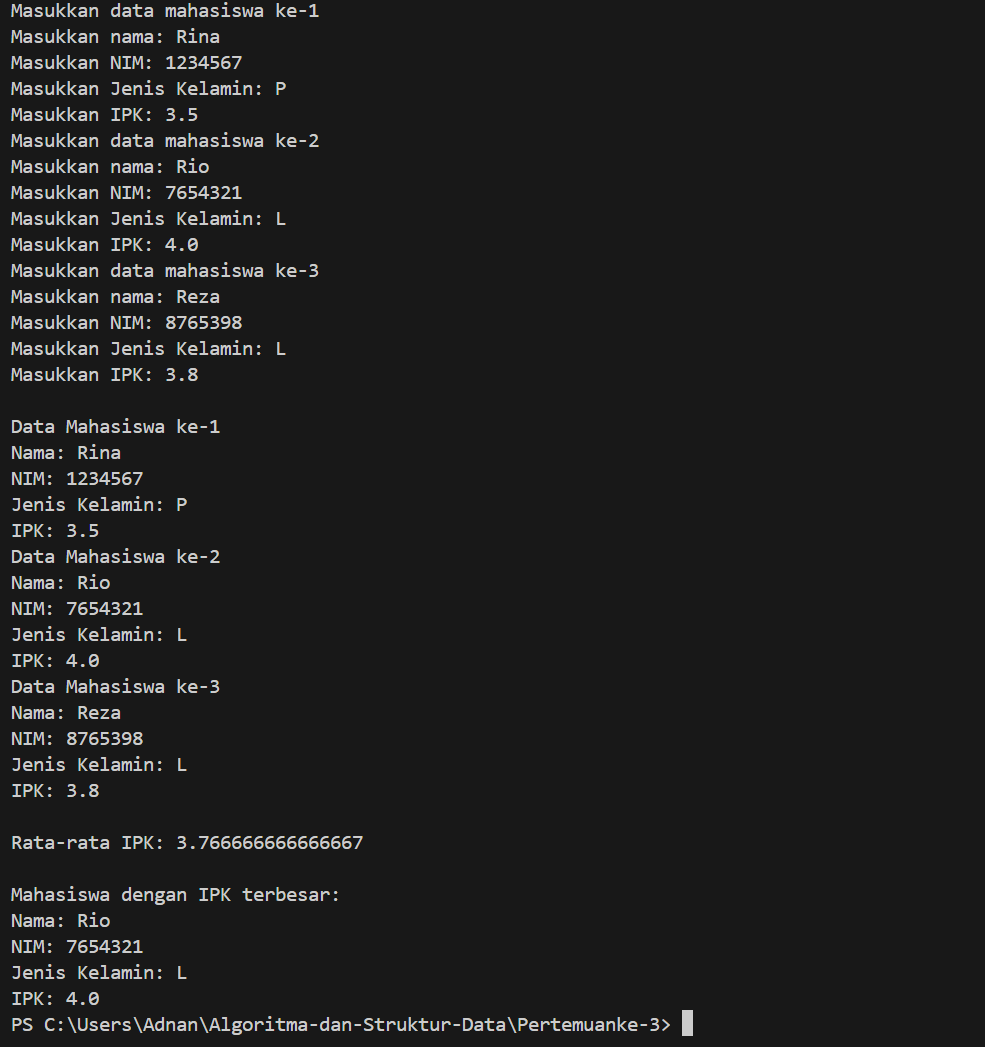 Masukkan data mahasiswa ke-1
Masukkan nama: Rina
Masukkan NIM: 1234567
Masukkan Jenis Kelamin: P
Masukkan IPK: 3.5
Masukkan data mahasiswa ke-2
Masukkan nama: Rio
Masukkan NIM: 7654321
Masukkan Jenis Kelamin: L
Masukkan IPK: 4.0
Masukkan data mahasiswa ke-3
Masukkan nama: Reza
Masukkan NIM: 8765398
Masukkan Jenis Kelamin: L
Masukkan IPK: 3.8

Data Mahasiswa ke-1
Nama: Rina
NIM: 1234567
Jenis Kelamin: P
IPK: 3.5
Data Mahasiswa ke-2
Nama: Rio
NIM: 7654321
Jenis Kelamin: L
IPK: 4.0
Data Mahasiswa ke-3
Nama: Reza
NIM: 8765398
Jenis Kelamin: L
IPK: 3.8

Rata-rata IPK: 3.766666666666667

Mahasiswa dengan IPK terbesar:
Nama: Rio
NIM: 7654321
Jenis Kelamin: L
IPK: 4.0
PS C:\Users\Adnan\Algoritma-dan-Struktur-Data\Pertemuanke-3>